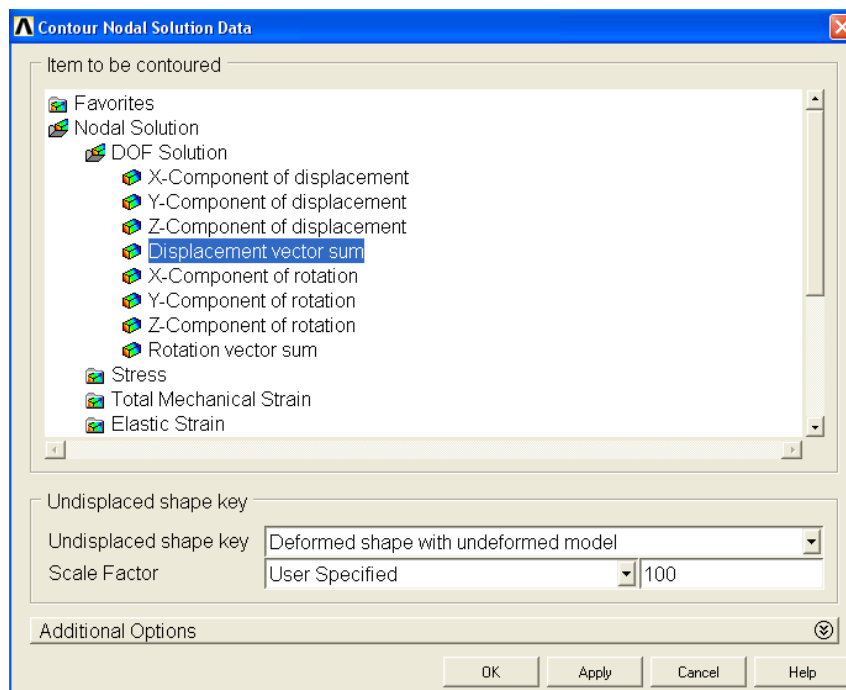 Contour Nodal Solution Data
Item to be contoured
Favorites
Nodal Solution
DOF Solution
X-Component of displacement
Y-Component of displacement
Z-Component of displacement
Displacement vector sum
X-Component of rotation
Y-Component of rotation
Z-Component of rotation
Rotation vector sum
Stress
Total Mechanical Strain
Elastic Strain
Undisplaced shape key
Undisplaced shape key Deformed shape with undeformed model
Scale Factor User Specified 100
Additional Options
OK Apply Cancel Help